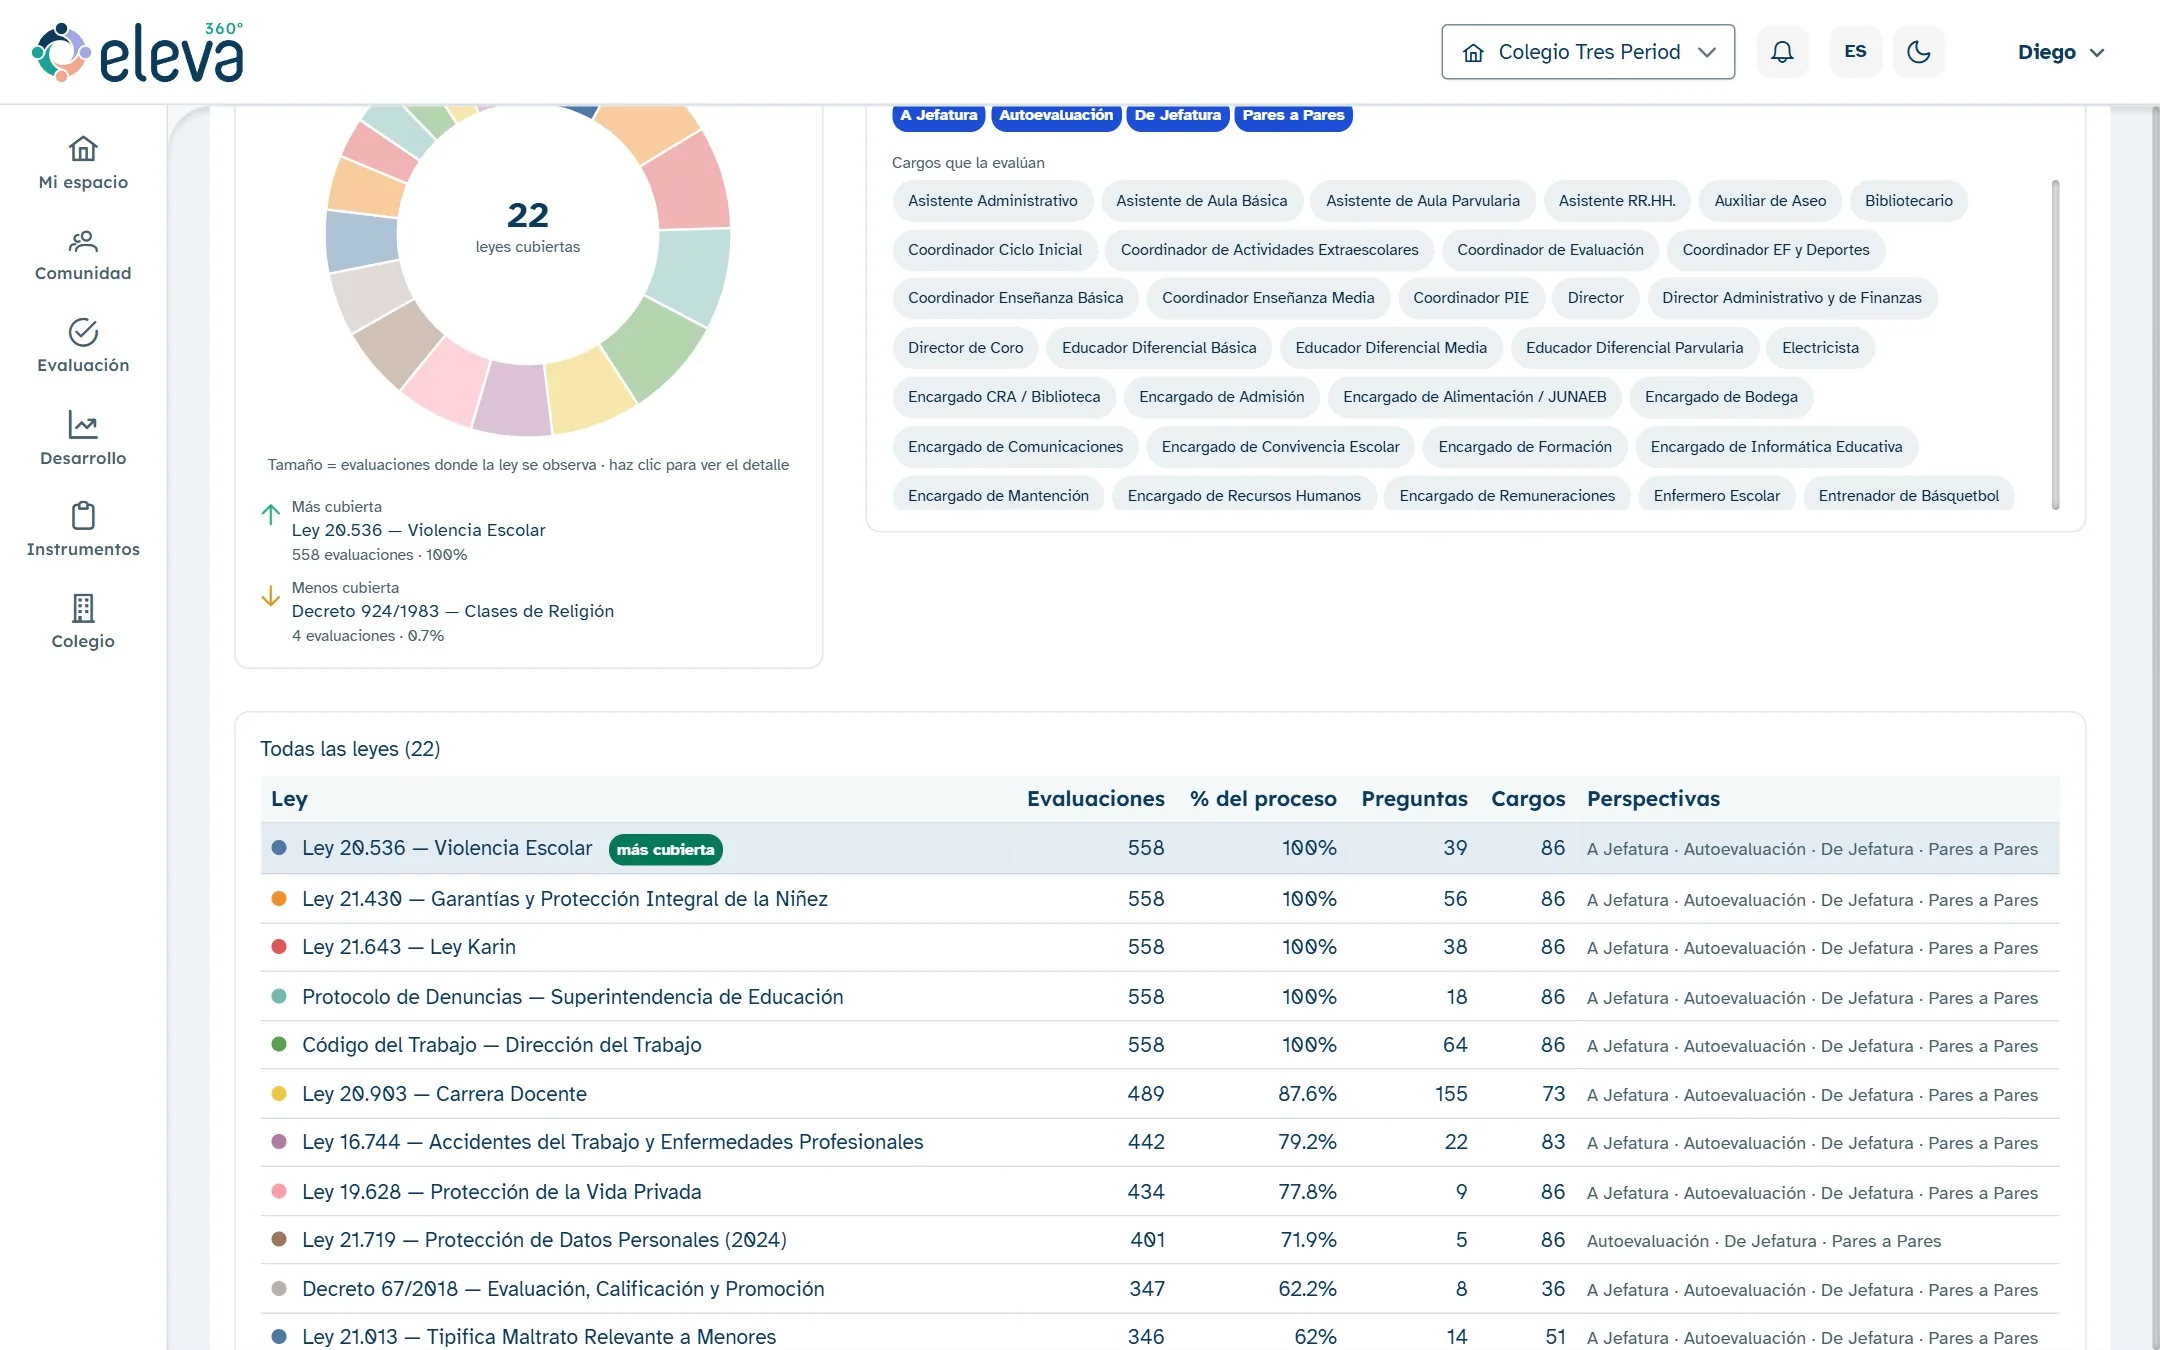 360°
eleva
Colegio Tres Period
ES
Diego
Mi espacio
Comunidad
Evaluación
Desarrollo
Instrumentos
Colegio
22
leyes cubiertas
Tamaño = evaluaciones donde la ley se observa · haz clic para ver el detalle
Más cubierta
Ley 20.536 — Violencia Escolar
558 evaluaciones · 100%
Menos cubierta
Decreto 924/1983 — Clases de Religión
4 evaluaciones · 0.7%
A Jefatura Autoevaluación De Jefatura Pares a Pares
Cargos que la evalúan
Asistente Administrativo Asistente de Aula Básica Asistente de Aula Parvularia Asistente RR.HH. Auxiliar de Aseo Bibliotecario
Coordinador Ciclo Inicial Coordinador de Actividades Extraescolares Coordinador de Evaluación Coordinador EF y Deportes
Coordinador Enseñanza Básica Coordinador Enseñanza Media Coordinador PIE Director Director Administrativo y de Finanzas
Director de Coro Educador Diferencial Básica Educador Diferencial Media Educador Diferencial Parvularia Electricista
Encargado CRA / Biblioteca Encargado de Admisión Encargado de Alimentación / JUNAEB Encargado de Bodega
Encargado de Comunicaciones Encargado de Convivencia Escolar Encargado de Formación Encargado de Informática Educativa
Encargado de Mantención Encargado de Recursos Humanos Encargado de Remuneraciones Enfermero Escolar Entrenador de Básquetbol
Todas las leyes (22)
Ley Evaluaciones % del proceso Preguntas Cargos Perspectivas
Ley 20.536 — Violencia Escolar más cubierta 558 100% 39 86 A Jefatura · Autoevaluación · De Jefatura · Pares a Pares
Ley 21.430 — Garantías y Protección Integral de la Niñez 558 100% 56 86 A Jefatura · Autoevaluación · De Jefatura · Pares a Pares
Ley 21.643 — Ley Karin 558 100% 38 86 A Jefatura · Autoevaluación · De Jefatura · Pares a Pares
Protocolo de Denuncias — Superintendencia de Educación 558 100% 18 86 A Jefatura · Autoevaluación · De Jefatura · Pares a Pares
Código del Trabajo — Dirección del Trabajo 558 100% 64 86 A Jefatura · Autoevaluación · De Jefatura · Pares a Pares
Ley 20.903 — Carrera Docente 489 87.6% 155 73 A Jefatura · Autoevaluación · De Jefatura · Pares a Pares
Ley 16.744 — Accidentes del Trabajo y Enfermedades Profesionales 442 79.2% 22 83 A Jefatura · Autoevaluación · De Jefatura · Pares a Pares
Ley 19.628 — Protección de la Vida Privada 434 77.8% 9 86 A Jefatura · Autoevaluación · De Jefatura · Pares a Pares
Ley 21.719 — Protección de Datos Personales (2024) 401 71.9% 5 86 Autoevaluación · De Jefatura · Pares a Pares
Decreto 67/2018 — Evaluación, Calificación y Promoción 347 62.2% 8 36 A Jefatura · Autoevaluación · De Jefatura · Pares a Pares
Ley 21.013 — Tipifica Maltrato Relevante a Menores 346 62% 14 51 A Jefatura · Autoevaluación · De Jefatura · Pares a Pares